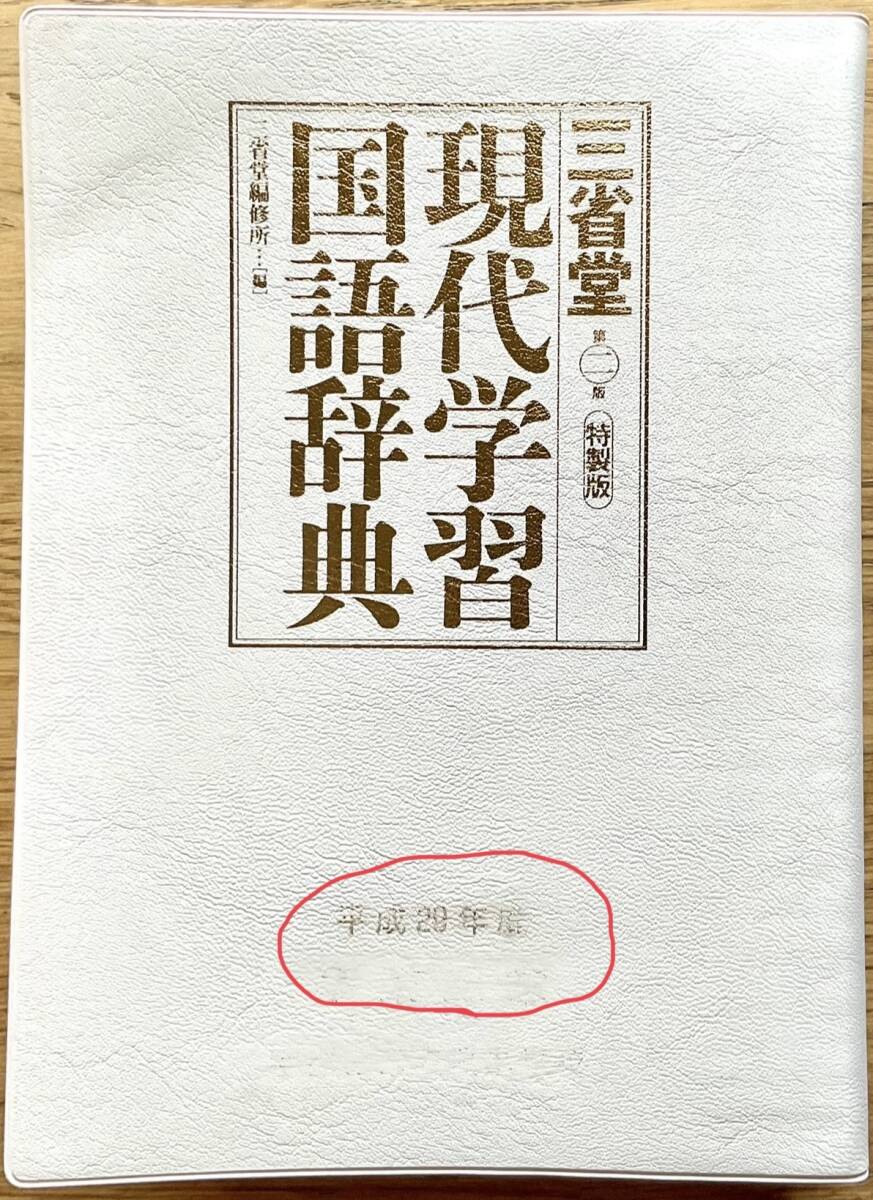 三省堂 第二版 特製版
現代学習
国語辞典
三省堂編修所…[編]
平成29年度